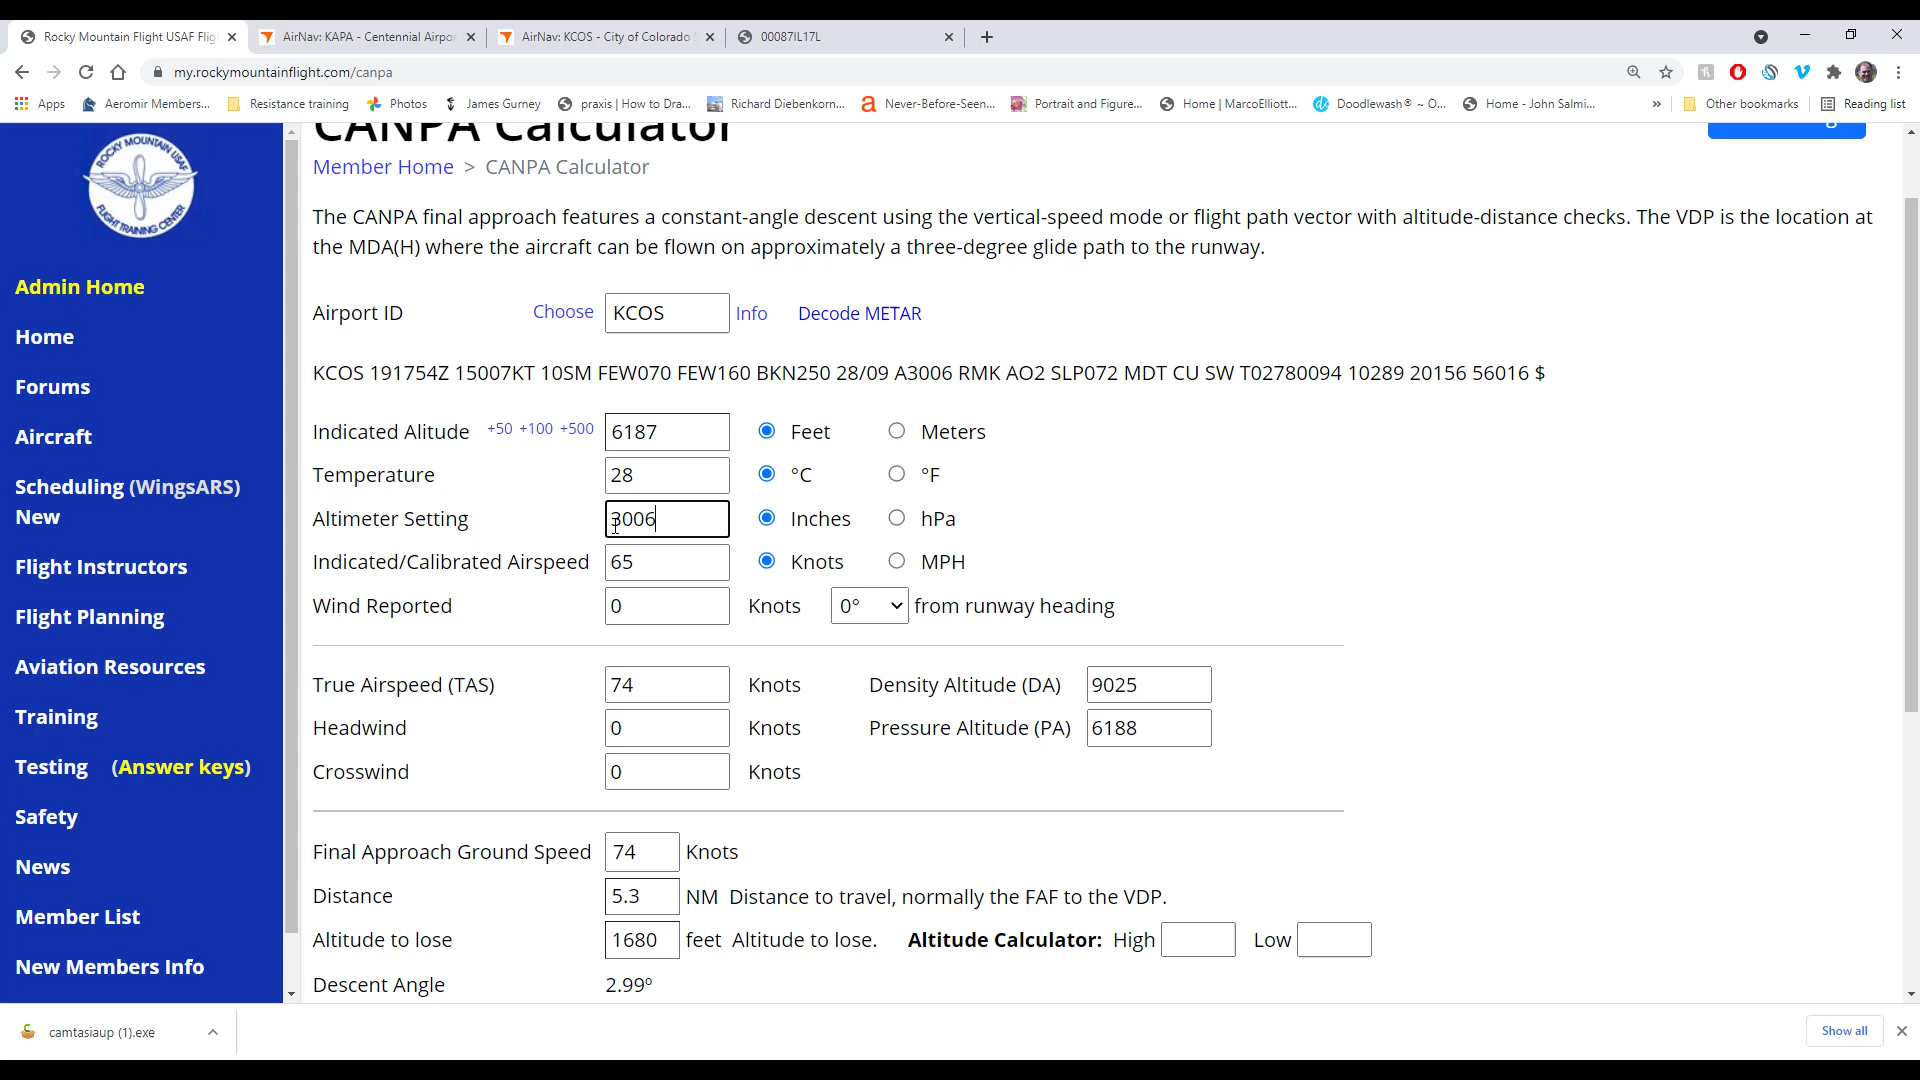 Rocky Mountain Flight USAF Flig
AirNav: KAPA - Centennial Airpor
AirNav: KCOS - City of Colorado
00087IL17L
my.rockymountainflight.com/canpa
Apps
Aeromir Members...
Resistance training
Photos
James Gurney
praxis | How to Dra...
Richard Diebenkorn...
Never-Before-Seen...
Portrait and Figure...
Home | MarcoElliott...
Doodlewash® ~ O...
Home - John Salmi...
»
Other bookmarks
Reading list
ROCKY MOUNTAIN USAF
FLIGHT TRAINING CENTER
Admin Home
Home
Forums
Aircraft
Scheduling (WingsARS)
New
Flight Instructors
Flight Planning
Aviation Resources
Training
Testing (Answer keys)
Safety
News
Member List
New Members Info
CANPA Calculator
Member Home > CANPA Calculator
The CANPA final approach features a constant-angle descent using the vertical-speed mode or flight path vector with altitude-distance checks. The VDP is the location at
the MDA(H) where the aircraft can be flown on approximately a three-degree glide path to the runway.
Airport ID Choose KCOS Info Decode METAR
KCOS 191754Z 15007KT 10SM FEW070 FEW160 BKN250 28/09 A3006 RMK AO2 SLP072 MDT CU SW T02780094 10289 20156 56016 $
Indicated Alitude +50 +100 +500 6187 Feet Meters
Temperature 28 °C °F
Altimeter Setting 3006 Inches hPa
Indicated/Calibrated Airspeed 65 Knots MPH
Wind Reported 0 Knots 0° from runway heading
True Airspeed (TAS) 74 Knots Density Altitude (DA) 9025
Headwind 0 Knots Pressure Altitude (PA) 6188
Crosswind 0 Knots
Final Approach Ground Speed 74 Knots
Distance 5.3 NM Distance to travel, normally the FAF to the VDP.
Altitude to lose 1680 feet Altitude to lose. Altitude Calculator: High Low
Descent Angle 2.99º
camtasiaup (1).exe
Show all